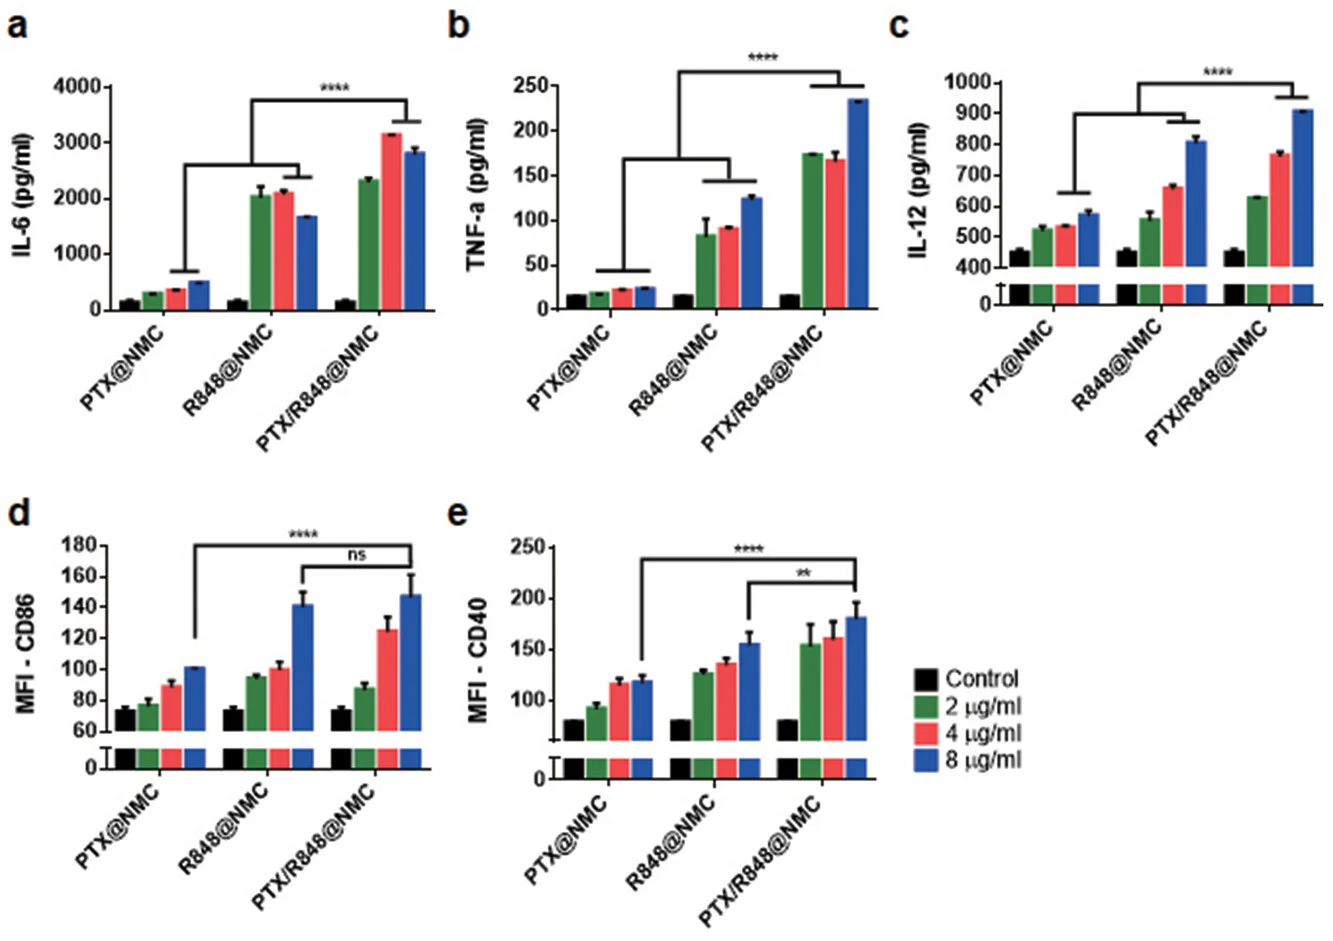 a
b
c
IL-6 (pg/ml)
4000
3000
2000
1000
0
****
PTX@NMC
R848@NMC
PTX/R848@NMC
TNF-a (pg/ml)
250
200
150
100
50
0
****
PTX@NMC
R848@NMC
PTX/R848@NMC
IL-12 (pg/ml)
1000
900
800
700
600
500
400
0
****
PTX@NMC
R848@NMC
PTX/R848@NMC
d
e
MFI - CD86
180
160
140
120
100
80
60
0
****
ns
PTX@NMC
R848@NMC
PTX/R848@NMC
MFI - CD40
250
200
150
100
0
****
**
PTX@NMC
R848@NMC
PTX/R848@NMC
Control
2 µg/ml
4 µg/ml
8 µg/ml